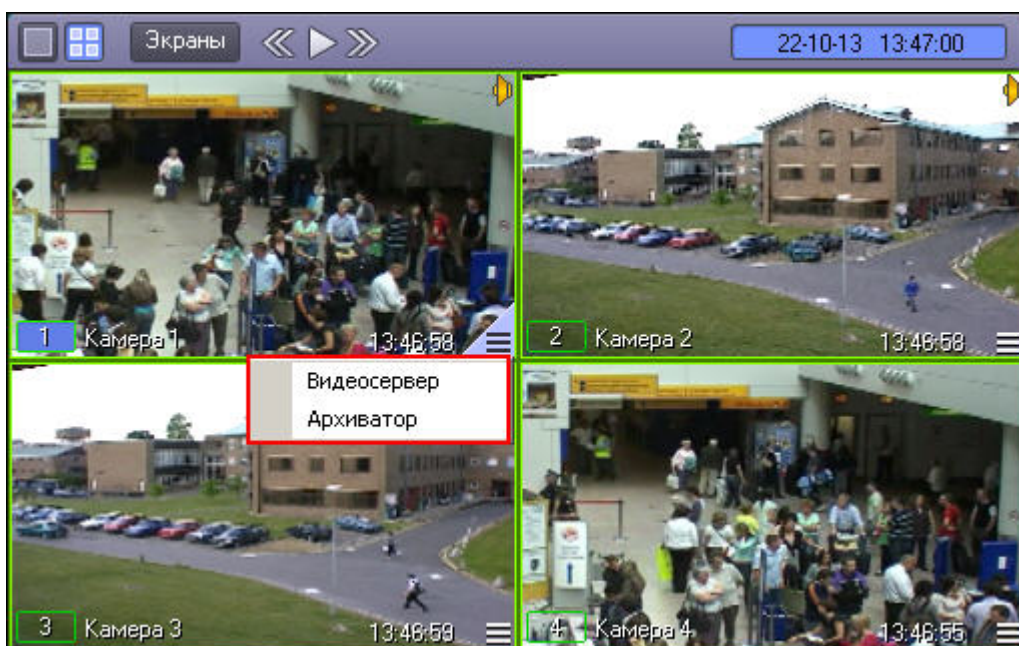 Экраны
22-10-13 13:47:00
1 Камера 1 13:46:58
2 Камера 2 13:46:58
Видеосервер
Архиватор
3 Камера 3 13:46:59
4 Камера 4 13:46:55